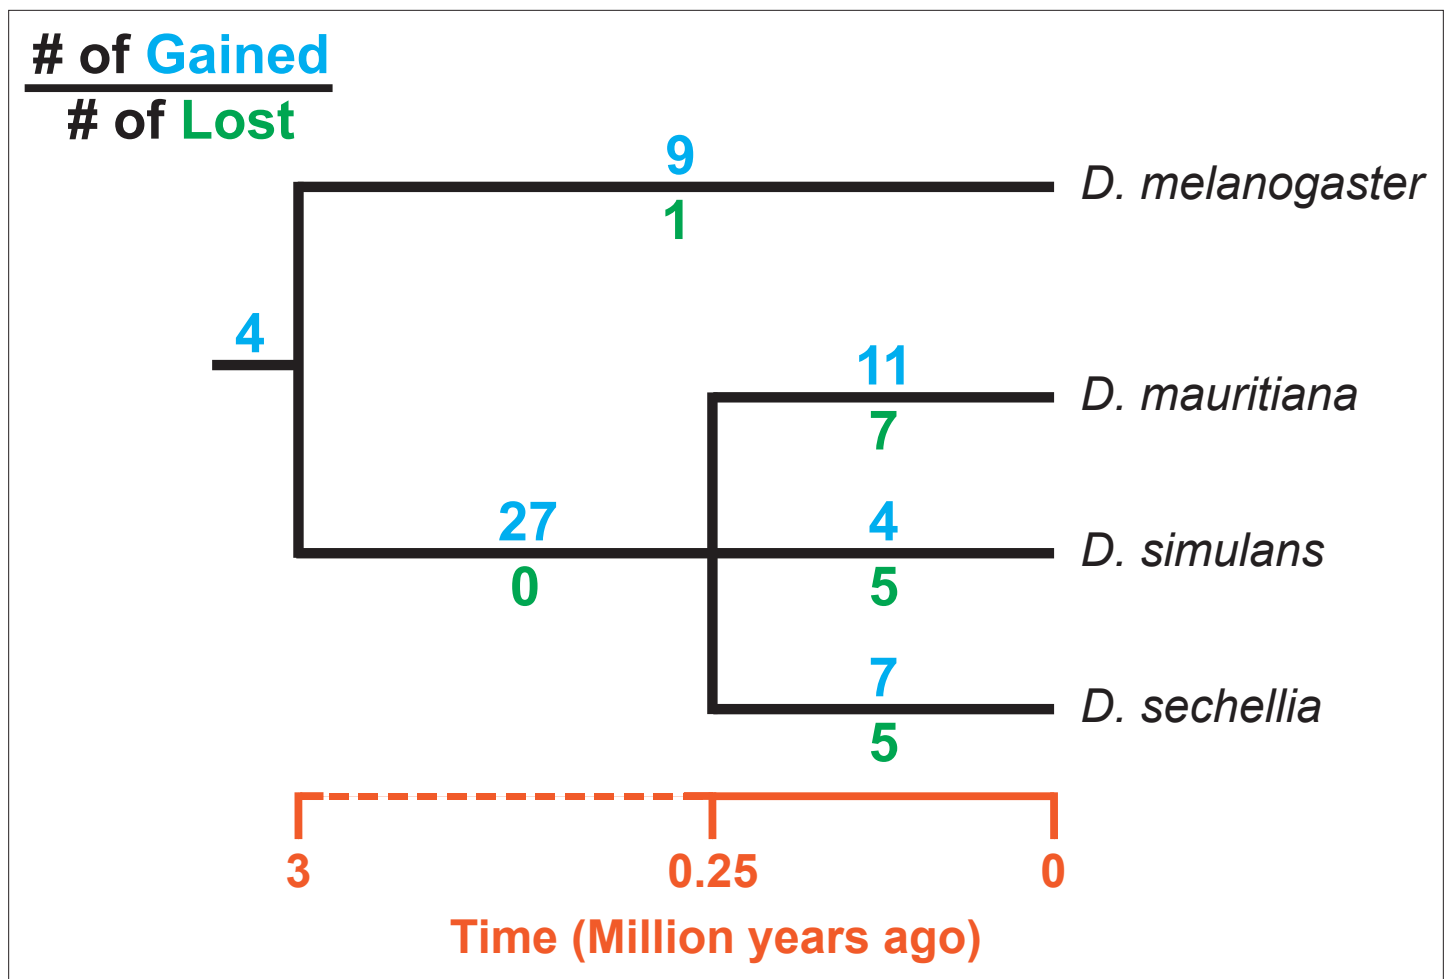 # of Gained
# of Lost
9
D. melanogaster
1
4
11
D. mauritiana
7
27
4
D. simulans
0
5
7
D. sechellia
5
3
0.25
0
Time (Million years ago)